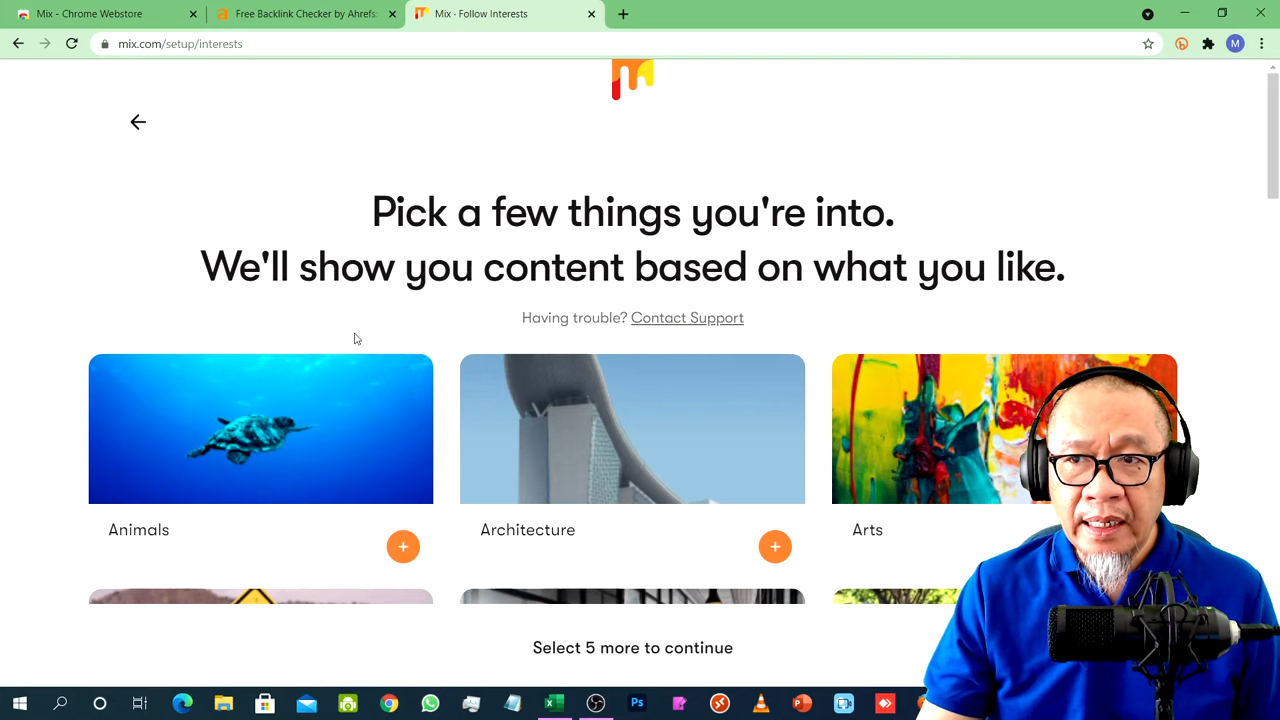 Mix - Chrome Webstore
Free Backlink Checker by Ahrefs:
Mix · Follow Interests
mix.com/setup/interests
M
Pick a few things you're into.
We'll show you content based on what you like.
Having trouble? Contact Support
Animals
Architecture
Arts
Select 5 more to continue